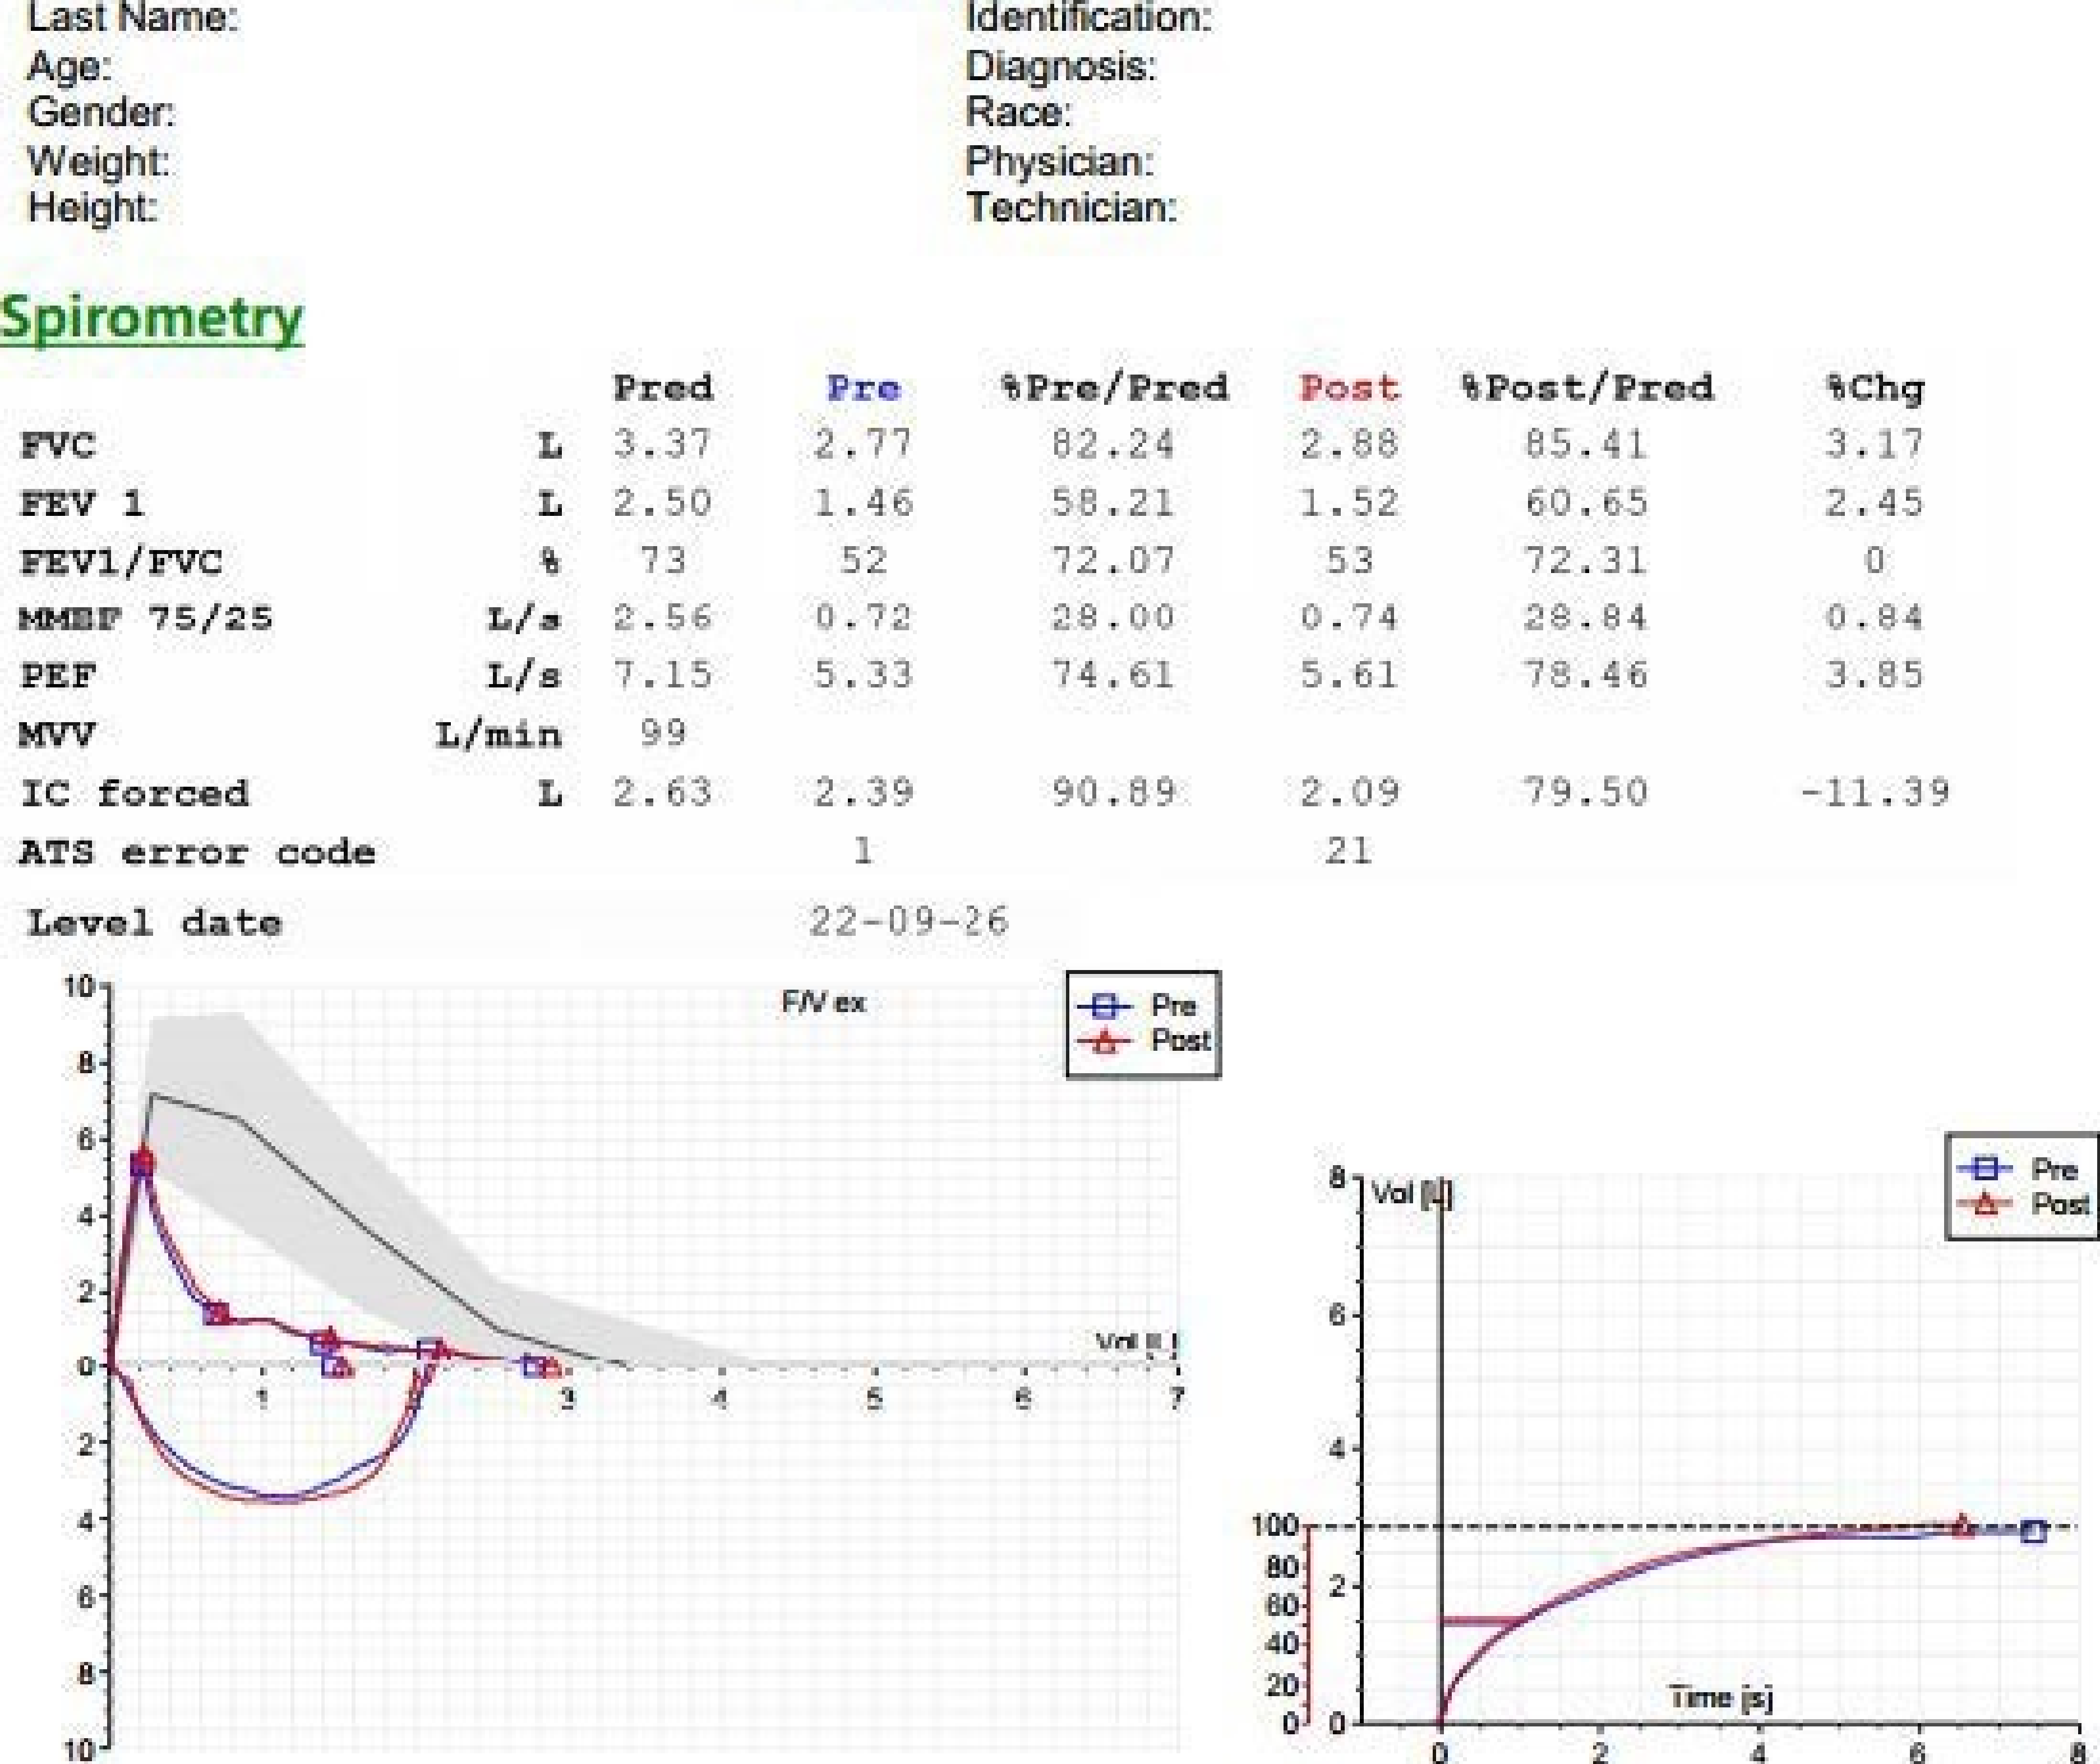 Last Name: Identification:
Age: Diagnosis:
Gender: Race:
Weight: Physician:
Height: Technician:
Spirometry
Pred Pre %Pre/Pred Post %Post/Pred %Chg
FVC L 3.37 2.77 82.24 2.88 85.41 3.17
FEV 1 L 2.50 1.46 58.21 1.52 60.65 2.45
FEV1/FVC % 73 52 72.07 53 72.31 0
MMEF 75/25 L/s 2.56 0.72 28.00 0.74 28.84 0.84
PEF L/s 7.15 5.33 74.61 5.61 78.46 3.85
MVV L/min 99
IC forced L 2.63 2.39 90.89 2.09 79.50 -11.39
ATS error code 1 21
Level date 22-09-26
F/V ex
Pre
Post
10
8
6
4
2
0
2
4
6
8
10
1 3 4 5 6 7
Vol [L]
Pre
Post
Vol [L]
8
6
4
2
0
100
80
60
40
20
0
Time [s]
0 2 4 6 8